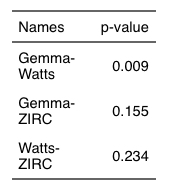 Names p-value
Gemma-
Watts 0.009
Gemma-
ZIRC 0.155
Watts-
ZIRC 0.234